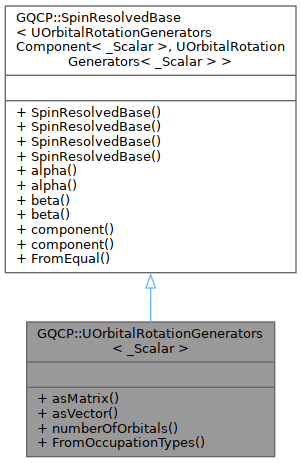 GQCP::SpinResolvedBase
< UOrbitalRotationGenerators
Component< _Scalar >, UOrbitalRotation
Generators< _Scalar > >
+ SpinResolvedBase()
+ SpinResolvedBase()
+ SpinResolvedBase()
+ SpinResolvedBase()
+ alpha()
+ alpha()
+ beta()
+ beta()
+ component()
+ component()
+ FromEqual()
GQCP::UOrbitalRotationGenerators
< _Scalar >
+ asMatrix()
+ asVector()
+ numberOfOrbitals()
+ FromOccupationTypes()